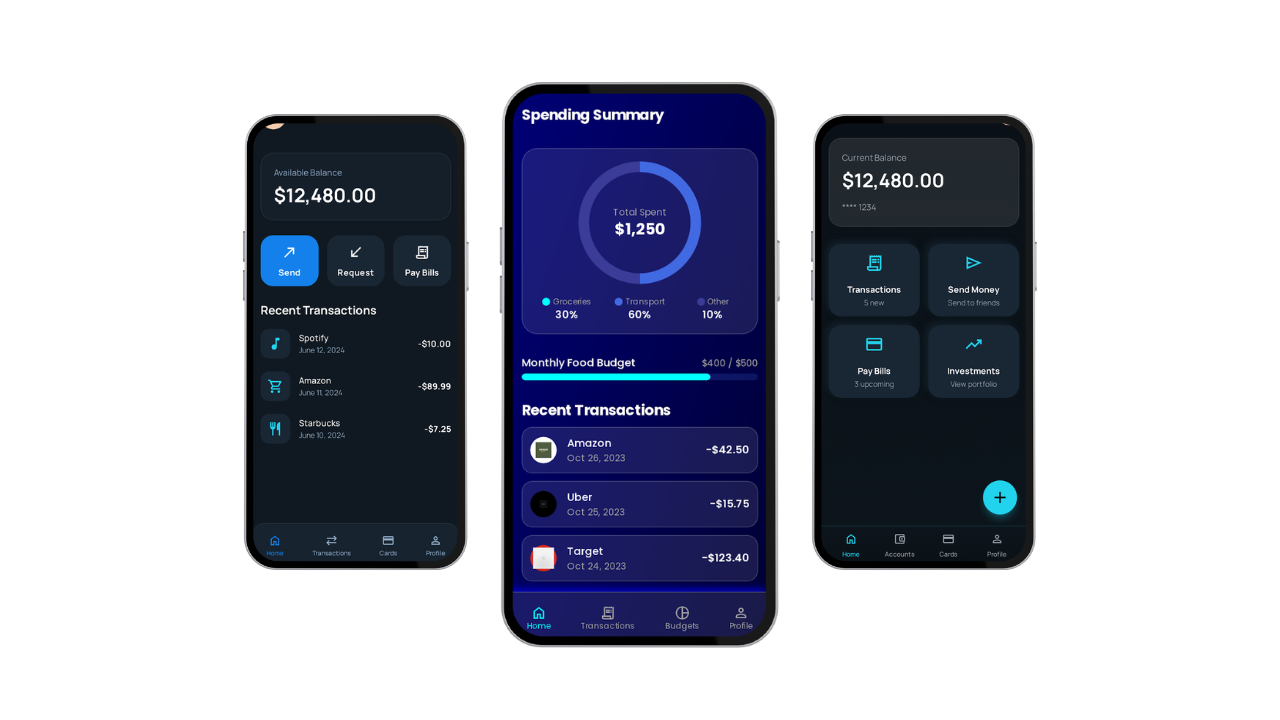 Available Balance
$12,480.00
Send
Request
Pay Bills
Recent Transactions
Spotify
June 12, 2024
-$10.00
Amazon
June 11, 2024
-$89.99
Starbucks
June 10, 2024
-$7.25
Home
Transactions
Cards
Profile
Spending Summary
Total Spent
$1,250
Groceries
30%
Transport
60%
Other
10%
Monthly Food Budget
$400 / $500
Recent Transactions
Amazon
Oct 26, 2023
-$42.50
Uber
Oct 25, 2023
-$15.75
Target
Oct 24, 2023
-$123.40
Home
Transactions
Budgets
Profile
Current Balance
$12,480.00
**** 1234
Transactions
5 new
Send Money
Send to friends
Pay Bills
3 upcoming
Investments
View portfolio
Home
Accounts
Cards
Profile